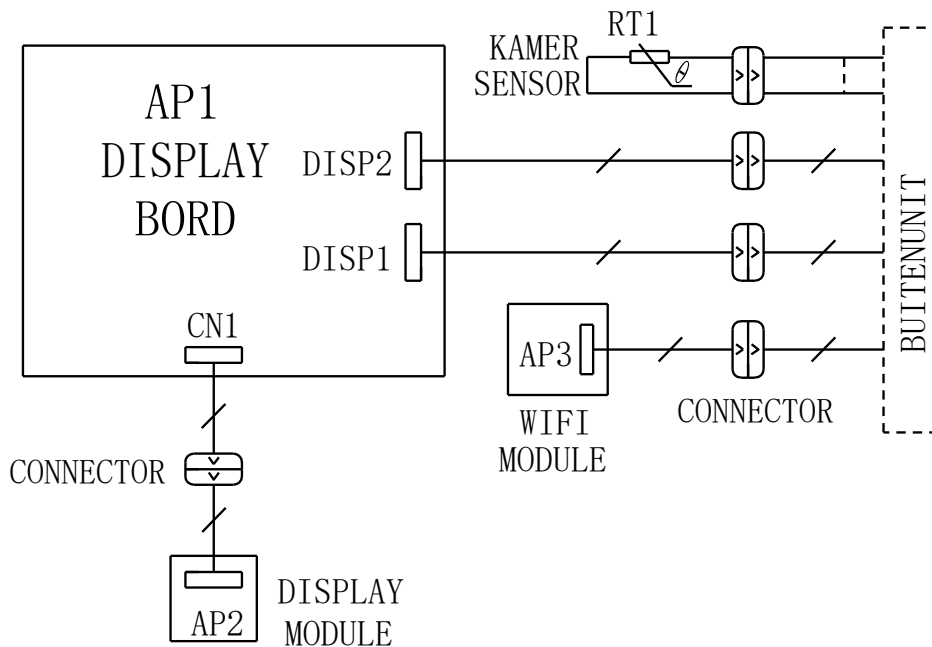 RT1
KAMER
SENSOR
θ
AP1
DISPLAY
BORD
DISP2
DISP1
CN1
AP3
WIFI
MODULE
CONNECTOR
BUITENUNIT
CONNECTOR
AP2
DISPLAY
MODULE